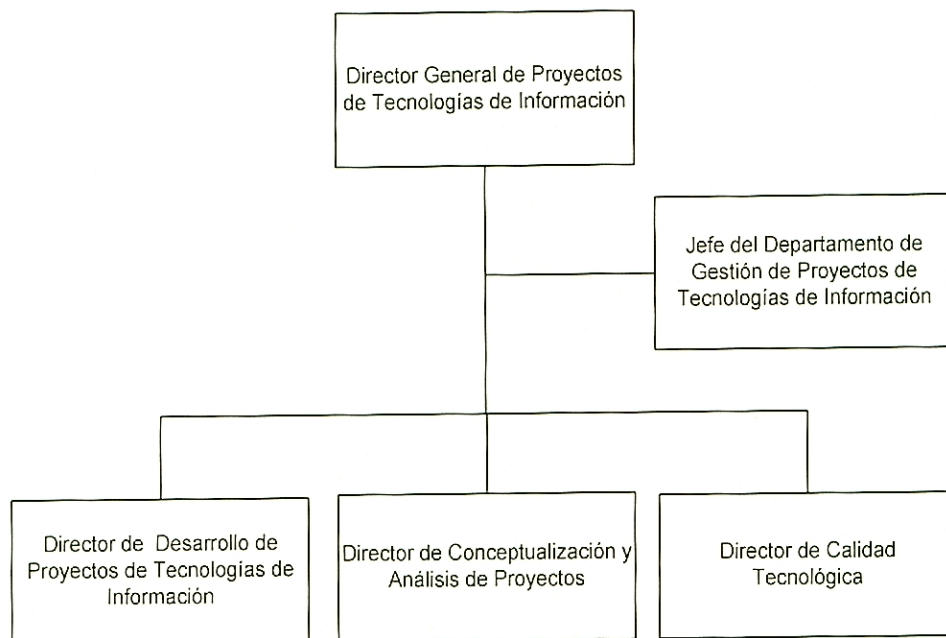 Director General de Proyectos
de Tecnologías de Información
Jefe del Departamento de
Gestión de Proyectos de
Tecnologías de Información
Director de Desarrollo de
Proyectos de Tecnologías de
Información
Director de Conceptualización y
Análisis de Proyectos
Director de Calidad
Tecnológica